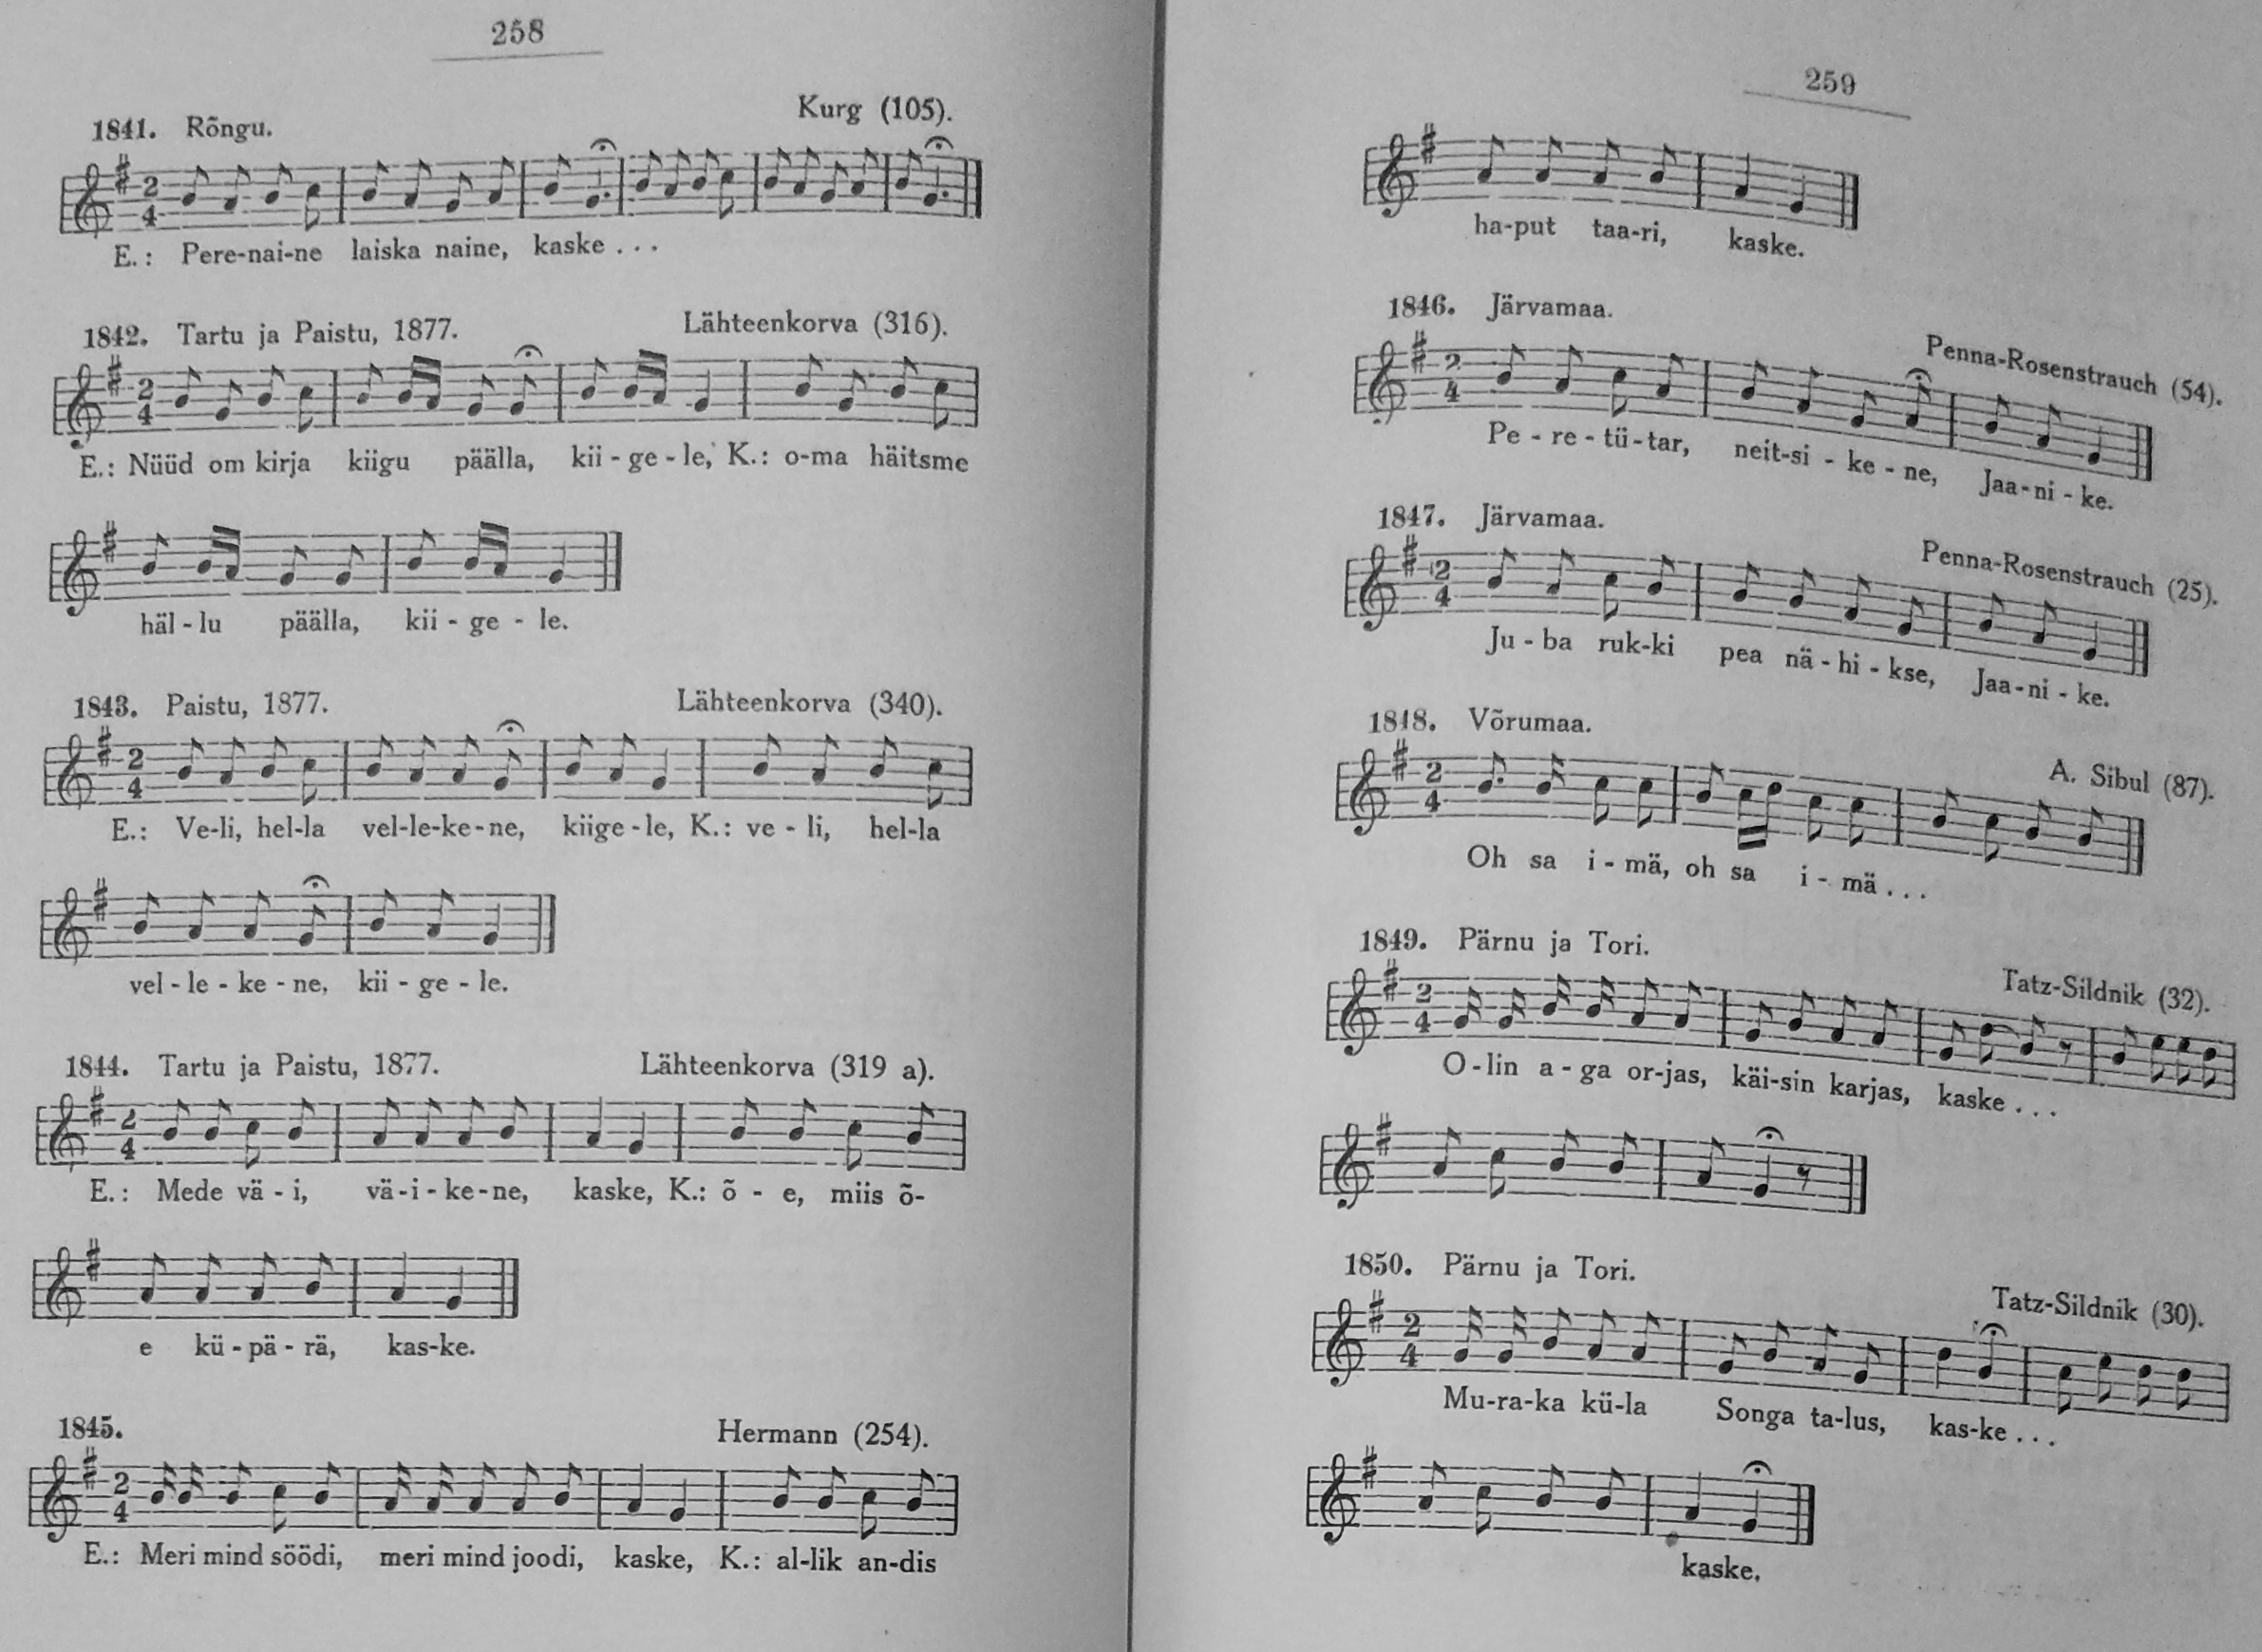 258
1841. Rõngu. Kurg (105).
E.: Pere-nai-ne laiska naine, kaske . . .
1842. Tartu ja Paistu, 1877. Lähteenkorva (316).
E.: Nüüd om kirja kiigu päälla, kii - ge - le, K.: o-ma häitsme
häl - lu päälla, kii - ge - le.
1843. Paistu, 1877. Lähteenkorva (340).
E.: Ve-li, hel-la vel-le-ke-ne, kiige-le, K.: ve - li, hel-la
vel - le - ke - ne, kii - ge - le.
1844. Tartu ja Paistu, 1877. Lähteenkorva (319 a).
E.: Mede vä - i, vä-i-ke-ne, kaske, K.: õ - e, miis õ-
e kü - pä - rä, kas-ke.
1845. Hermann (254).
E.: Meri mind söödi, meri mind joodi, kaske, K.: al-lik an-dis
259
ha-put taa-ri, kaske.
1846. Järvamaa.
Penna-Rosenstrauch (54).
Pe - re - tü - tar, neit-si - ke - ne, Jaa-ni - ke.
1847. Järvamaa.
Penna-Rosenstrauch (25).
Ju - ba ruk-ki pea nä - hi - kse, Jaa-ni - ke.
1848. Võrumaa.
A. Sibul (87).
Oh sa i - mä, oh sa i - mä . . .
1849. Pärnu ja Tori.
Tatz-Sildnik (32).
O - lin a - ga or-jas, käi-sin karjas, kaske . . .
1850. Pärnu ja Tori.
Tatz-Sildnik (30).
Mu-ra-ka kü-la Songa ta-lus, kas-ke . . .
kaske.